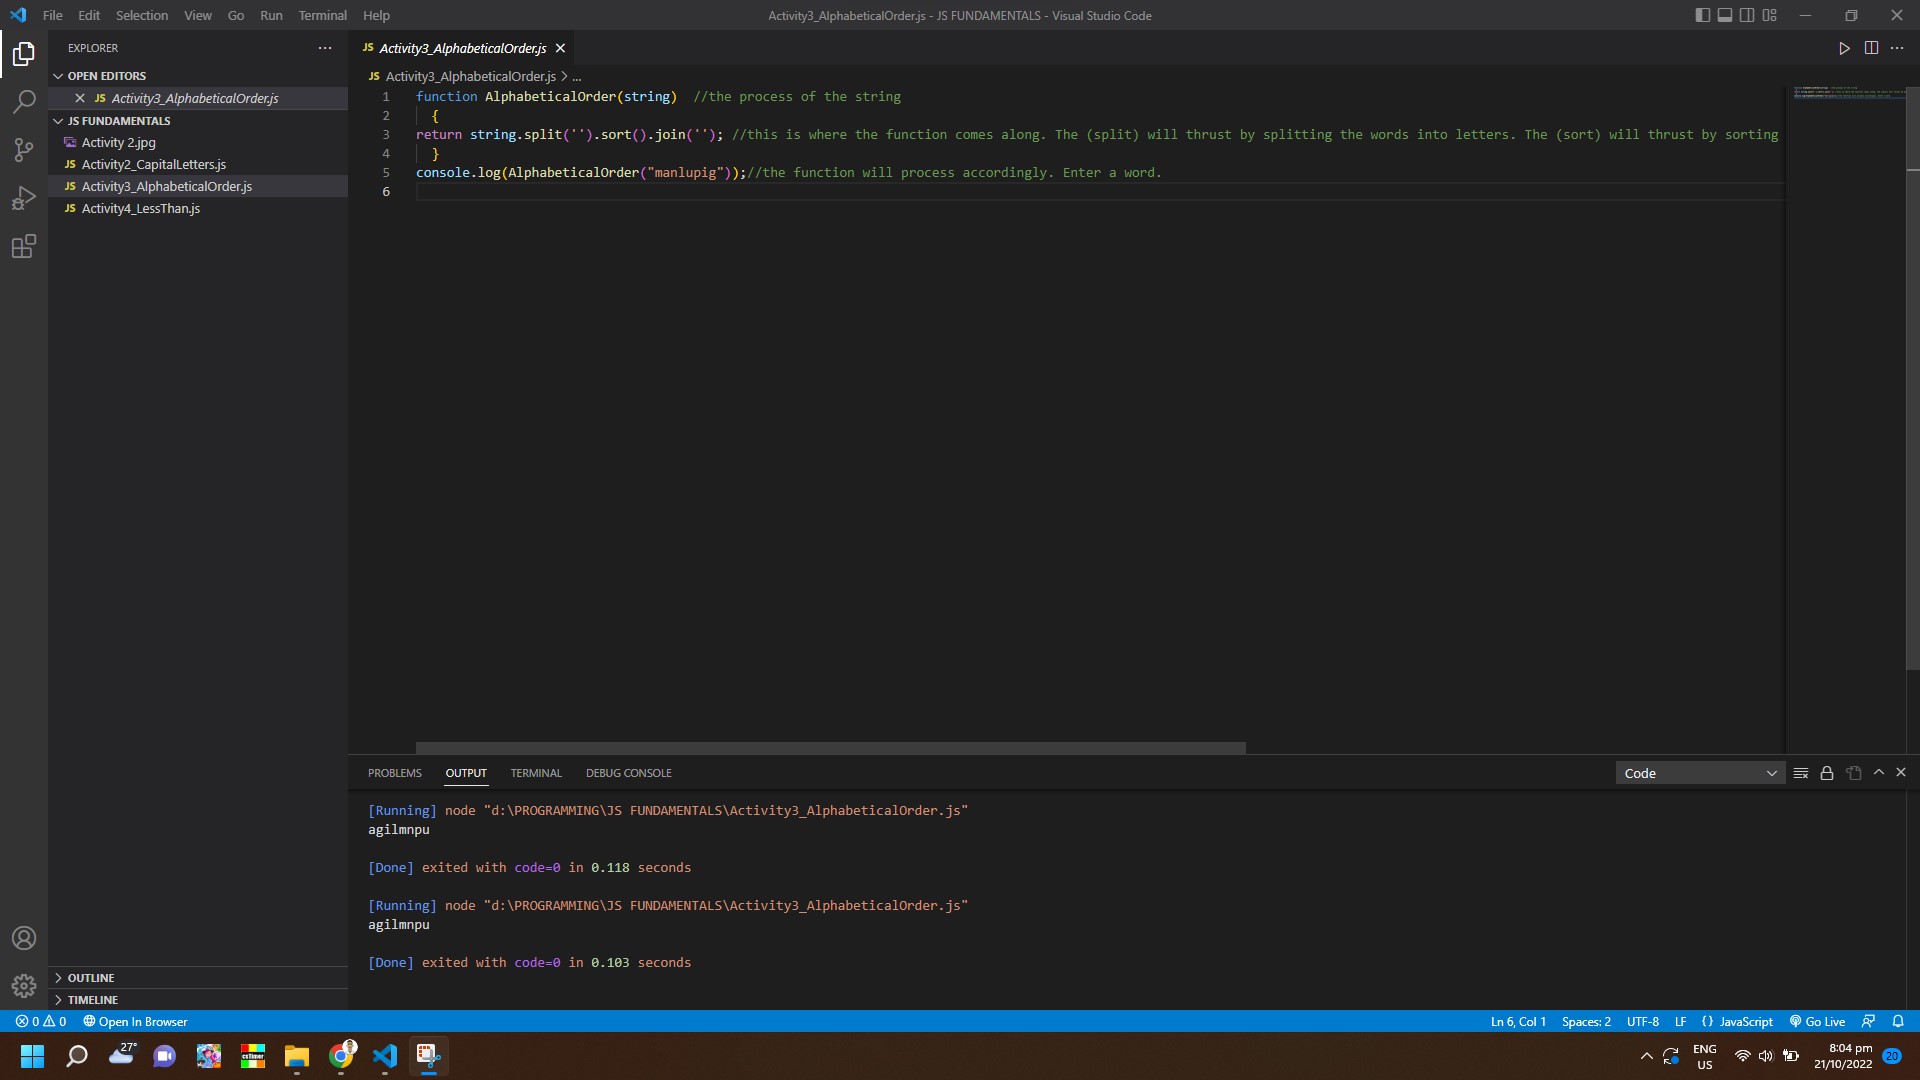 File Edit Selection View Go Run Terminal Help
Activity3_AlphabeticalOrder.js - JS FUNDAMENTALS - Visual Studio Code
EXPLORER
OPEN EDITORS
JS Activity3_AlphabeticalOrder.js
JS FUNDAMENTALS
Activity 2.jpg
JS Activity2_CapitalLetters.js
JS Activity3_AlphabeticalOrder.js
JS Activity4_LessThan.js
OUTLINE
TIMELINE
JS Activity3_AlphabeticalOrder.js
JS Activity3_AlphabeticalOrder.js > ...
1 function AlphabeticalOrder(string)  //the process of the string
2 {
3 return string.split('').sort().join(''); //this is where the function comes along. The (split) will thrust by splitting the words into letters. The (sort) will thrust by sorting
4 }
5 console.log(AlphabeticalOrder("manlupig"));//the function will process accordingly. Enter a word.
6
PROBLEMS OUTPUT TERMINAL DEBUG CONSOLE
Code
[Running] node "d:\PROGRAMMING\JS FUNDAMENTALS\Activity3_AlphabeticalOrder.js"
agilmnpu
[Done] exited with code=0 in 0.118 seconds
[Running] node "d:\PROGRAMMING\JS FUNDAMENTALS\Activity3_AlphabeticalOrder.js"
agilmnpu
[Done] exited with code=0 in 0.103 seconds
0 0 Open In Browser
Ln 6, Col 1 Spaces: 2 UTF-8 LF {} JavaScript Go Live
27°
csTimer
ENG
US
8:04 pm
21/10/2022
20